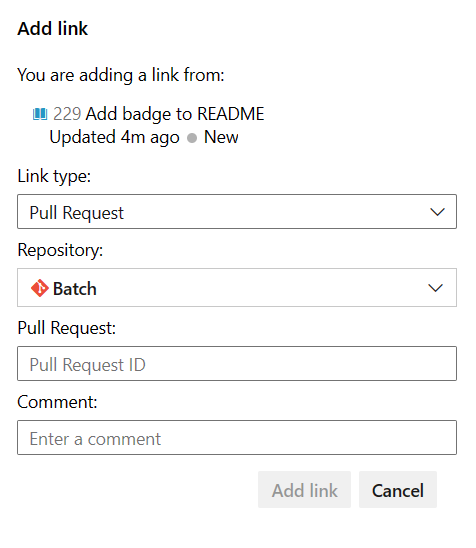 Add link
You are adding a link from:
229 Add badge to README
Updated 4m ago New
Link type:
Pull Request
Repository:
Batch
Pull Request:
Pull Request ID
Comment:
Enter a comment
Add link Cancel